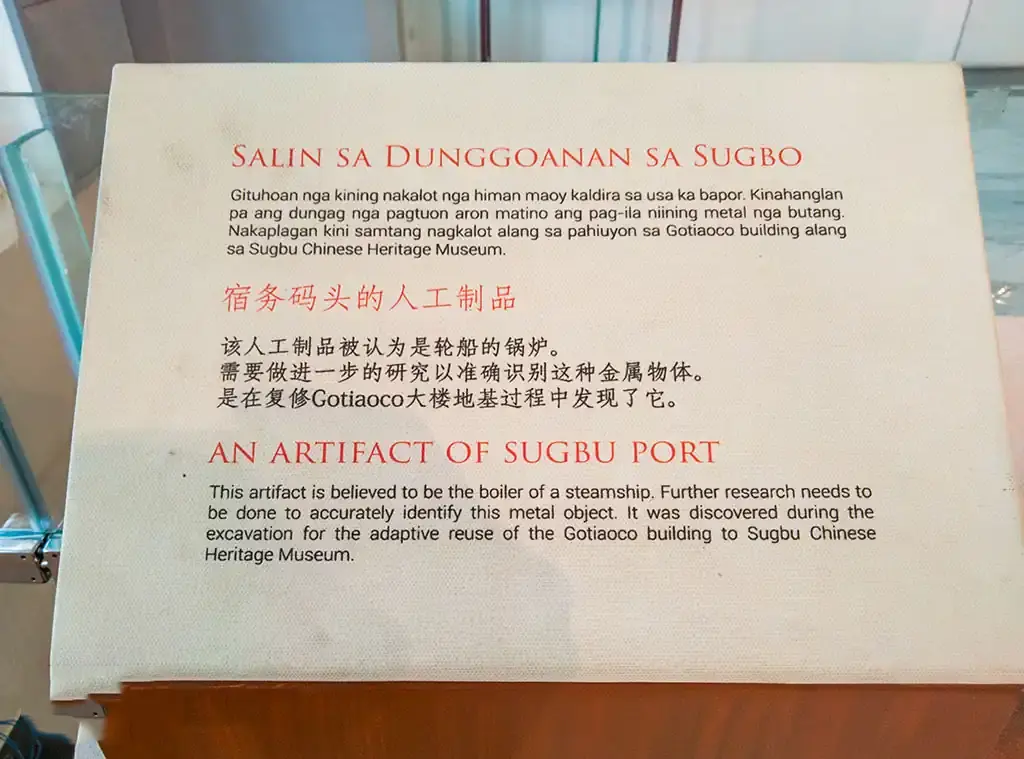 Salin sa Dunggoanan sa Sugbo
Gituhoan nga kining nakalot nga himan maoy kaldira sa usa ka bapor. Kinahanglan
pa ang dungag nga pagtuon aron matino ang pag-ila niining metal nga butang.
Nakaplagan kini samtang nagkalot alang sa pahiuyon sa Gotiaoco building alang
sa Sugbu Chinese Heritage Museum.
宿务码头的人工制品
该人工制品被认为是轮船的锅炉。
需要做进一步的研究以准确识别这种金属物体。
是在复修Gotiaoco大楼地基过程中发现了它。
AN ARTIFACT OF SUGBU PORT
This artifact is believed to be the boiler of a steamship. Further research needs to
be done to accurately identify this metal object. It was discovered during the
excavation for the adaptive reuse of the Gotiaoco building to Sugbu Chinese
Heritage Museum.